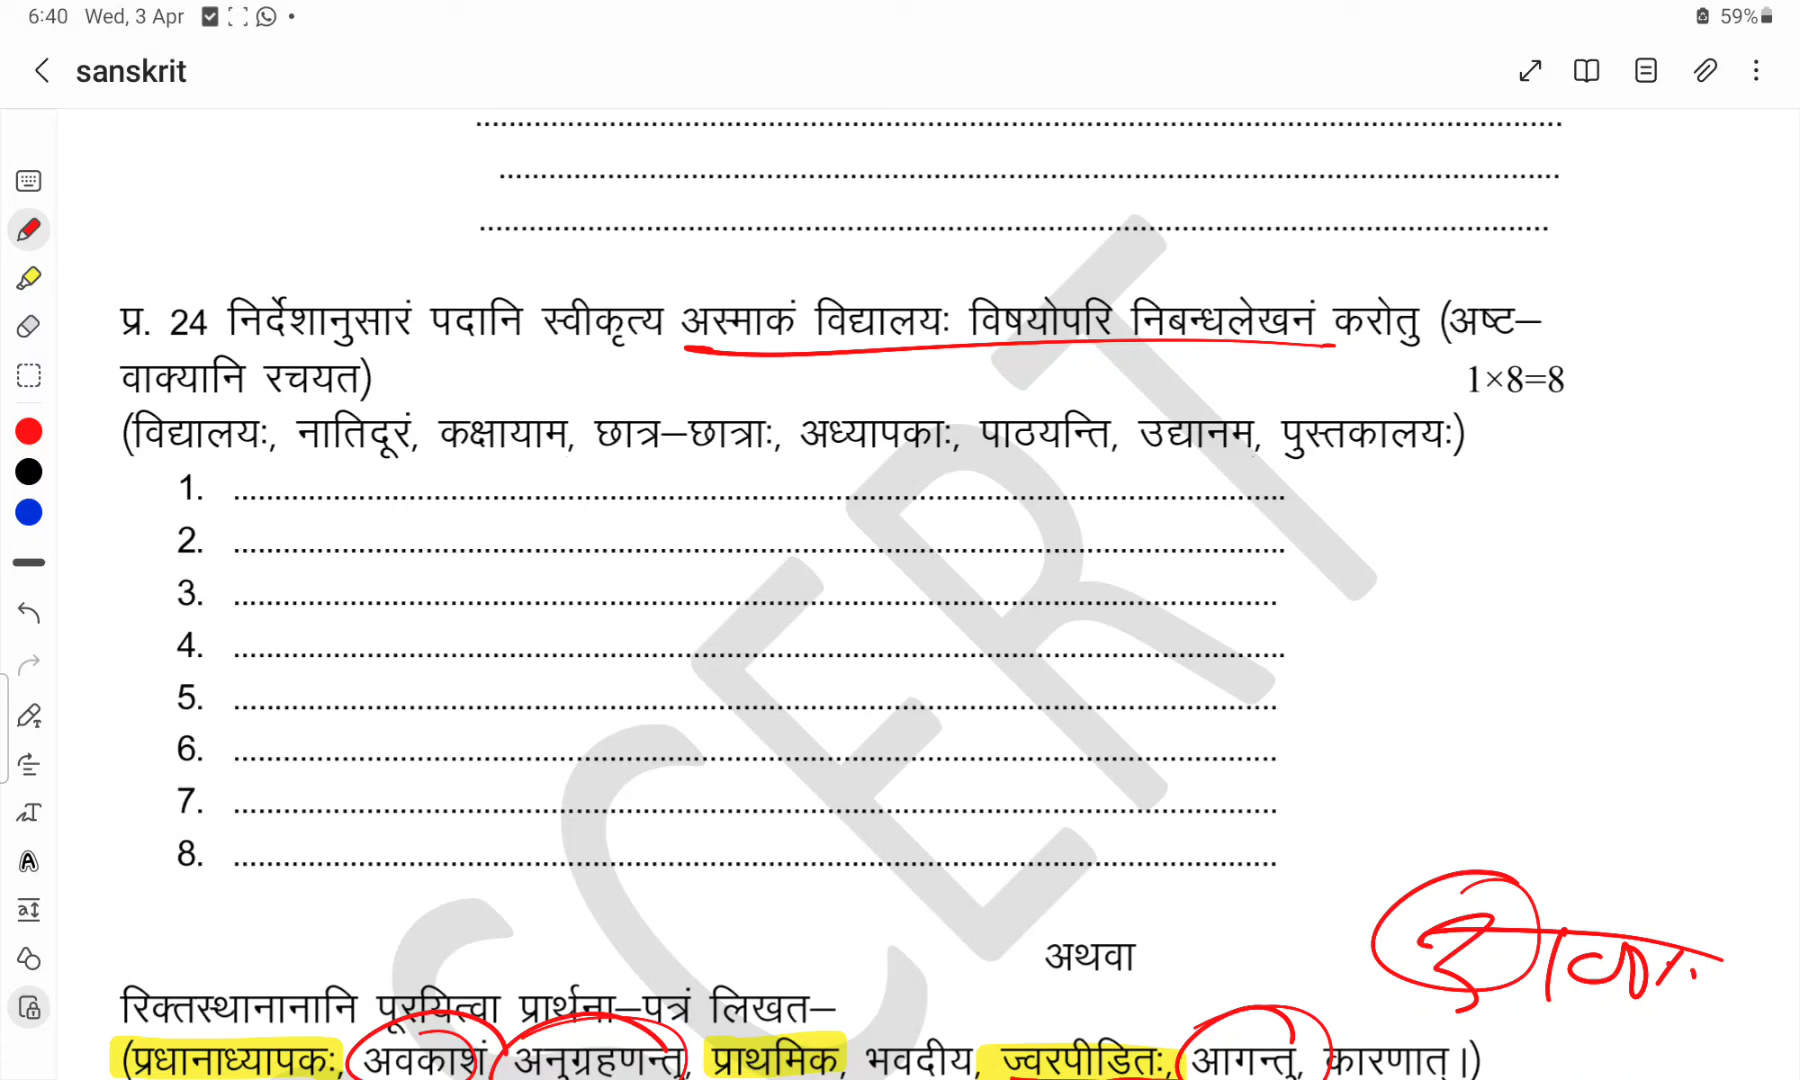 6:40 Wed, 3 Apr 59%
sanskrit
प्र. 24 निर्देशानुसारं पदानि स्वीकृत्य अस्माकं विद्यालयः विषयोपरि निबन्धलेखनं करोतु (अष्ट–
वाक्यानि रचयत) 1×8=8
(विद्यालयः, नातिदूरं, कक्षायाम, छात्र–छात्राः, अध्यापकाः, पाठयन्ति, उद्यानम, पुस्तकालयः)
1. ........................................
2. ........................................
3. ........................................
4. ........................................
5. ........................................
6. ........................................
7. ........................................
8. ........................................
अथवा
रिक्तस्थानानानि पूरयित्वा प्रार्थना–पत्रं लिखत–
(प्रधानाध्यापकः, अवकाशं, अनुग्रहणन्तु, प्राथमिक, भवदीय, ज्वरपीडितः, आगन्तुं, कारणात्।)
SCERT